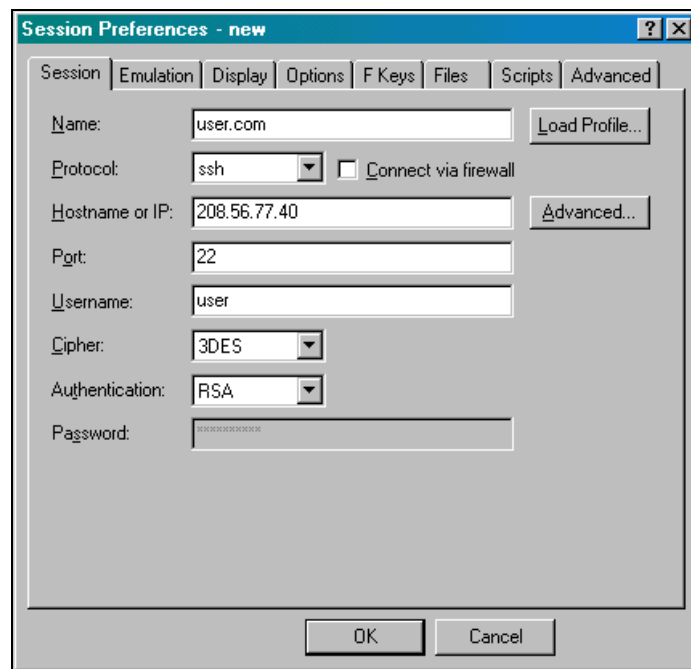 Session Preferences - new
Session Emulation Display Options F Keys Files Scripts Advanced
Name: user.com Load Profile...
Protocol: ssh Connect via firewall
Hostname or IP: 208.56.77.40 Advanced...
Port: 22
Username: user
Cipher: 3DES
Authentication: RSA
Password: **********
OK Cancel